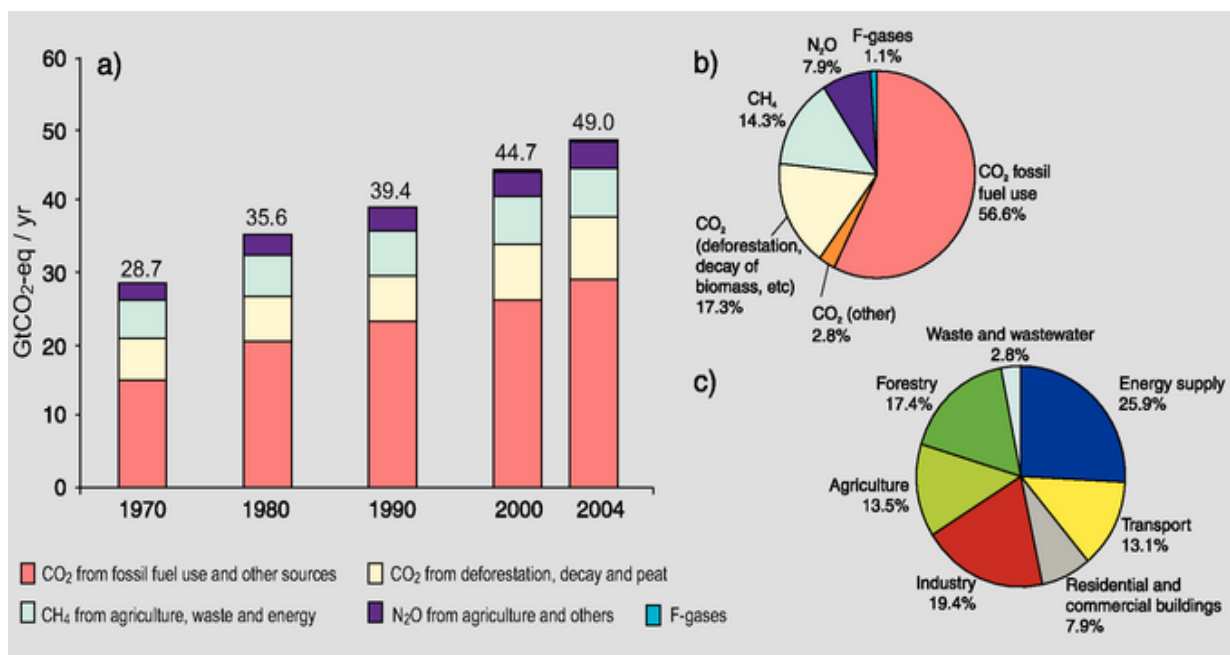 a)
GtCO₂-eq / yr
60
50
40
30
20
10
0
28.7
35.6
39.4
44.7
49.0
1970
1980
1990
2000
2004
CO₂ from fossil fuel use and other sources
CO₂ from deforestation, decay and peat
CH₄ from agriculture, waste and energy
N₂O from agriculture and others
F-gases
b)
F-gases
1.1%
N₂O
7.9%
CH₄
14.3%
CO₂ fossil
fuel use
56.6%
CO₂
(deforestation,
decay of
biomass, etc)
17.3%
CO₂ (other)
2.8%
c)
Waste and wastewater
2.8%
Forestry
17.4%
Energy supply
25.9%
Agriculture
13.5%
Transport
13.1%
Industry
19.4%
Residential and
commercial buildings
7.9%